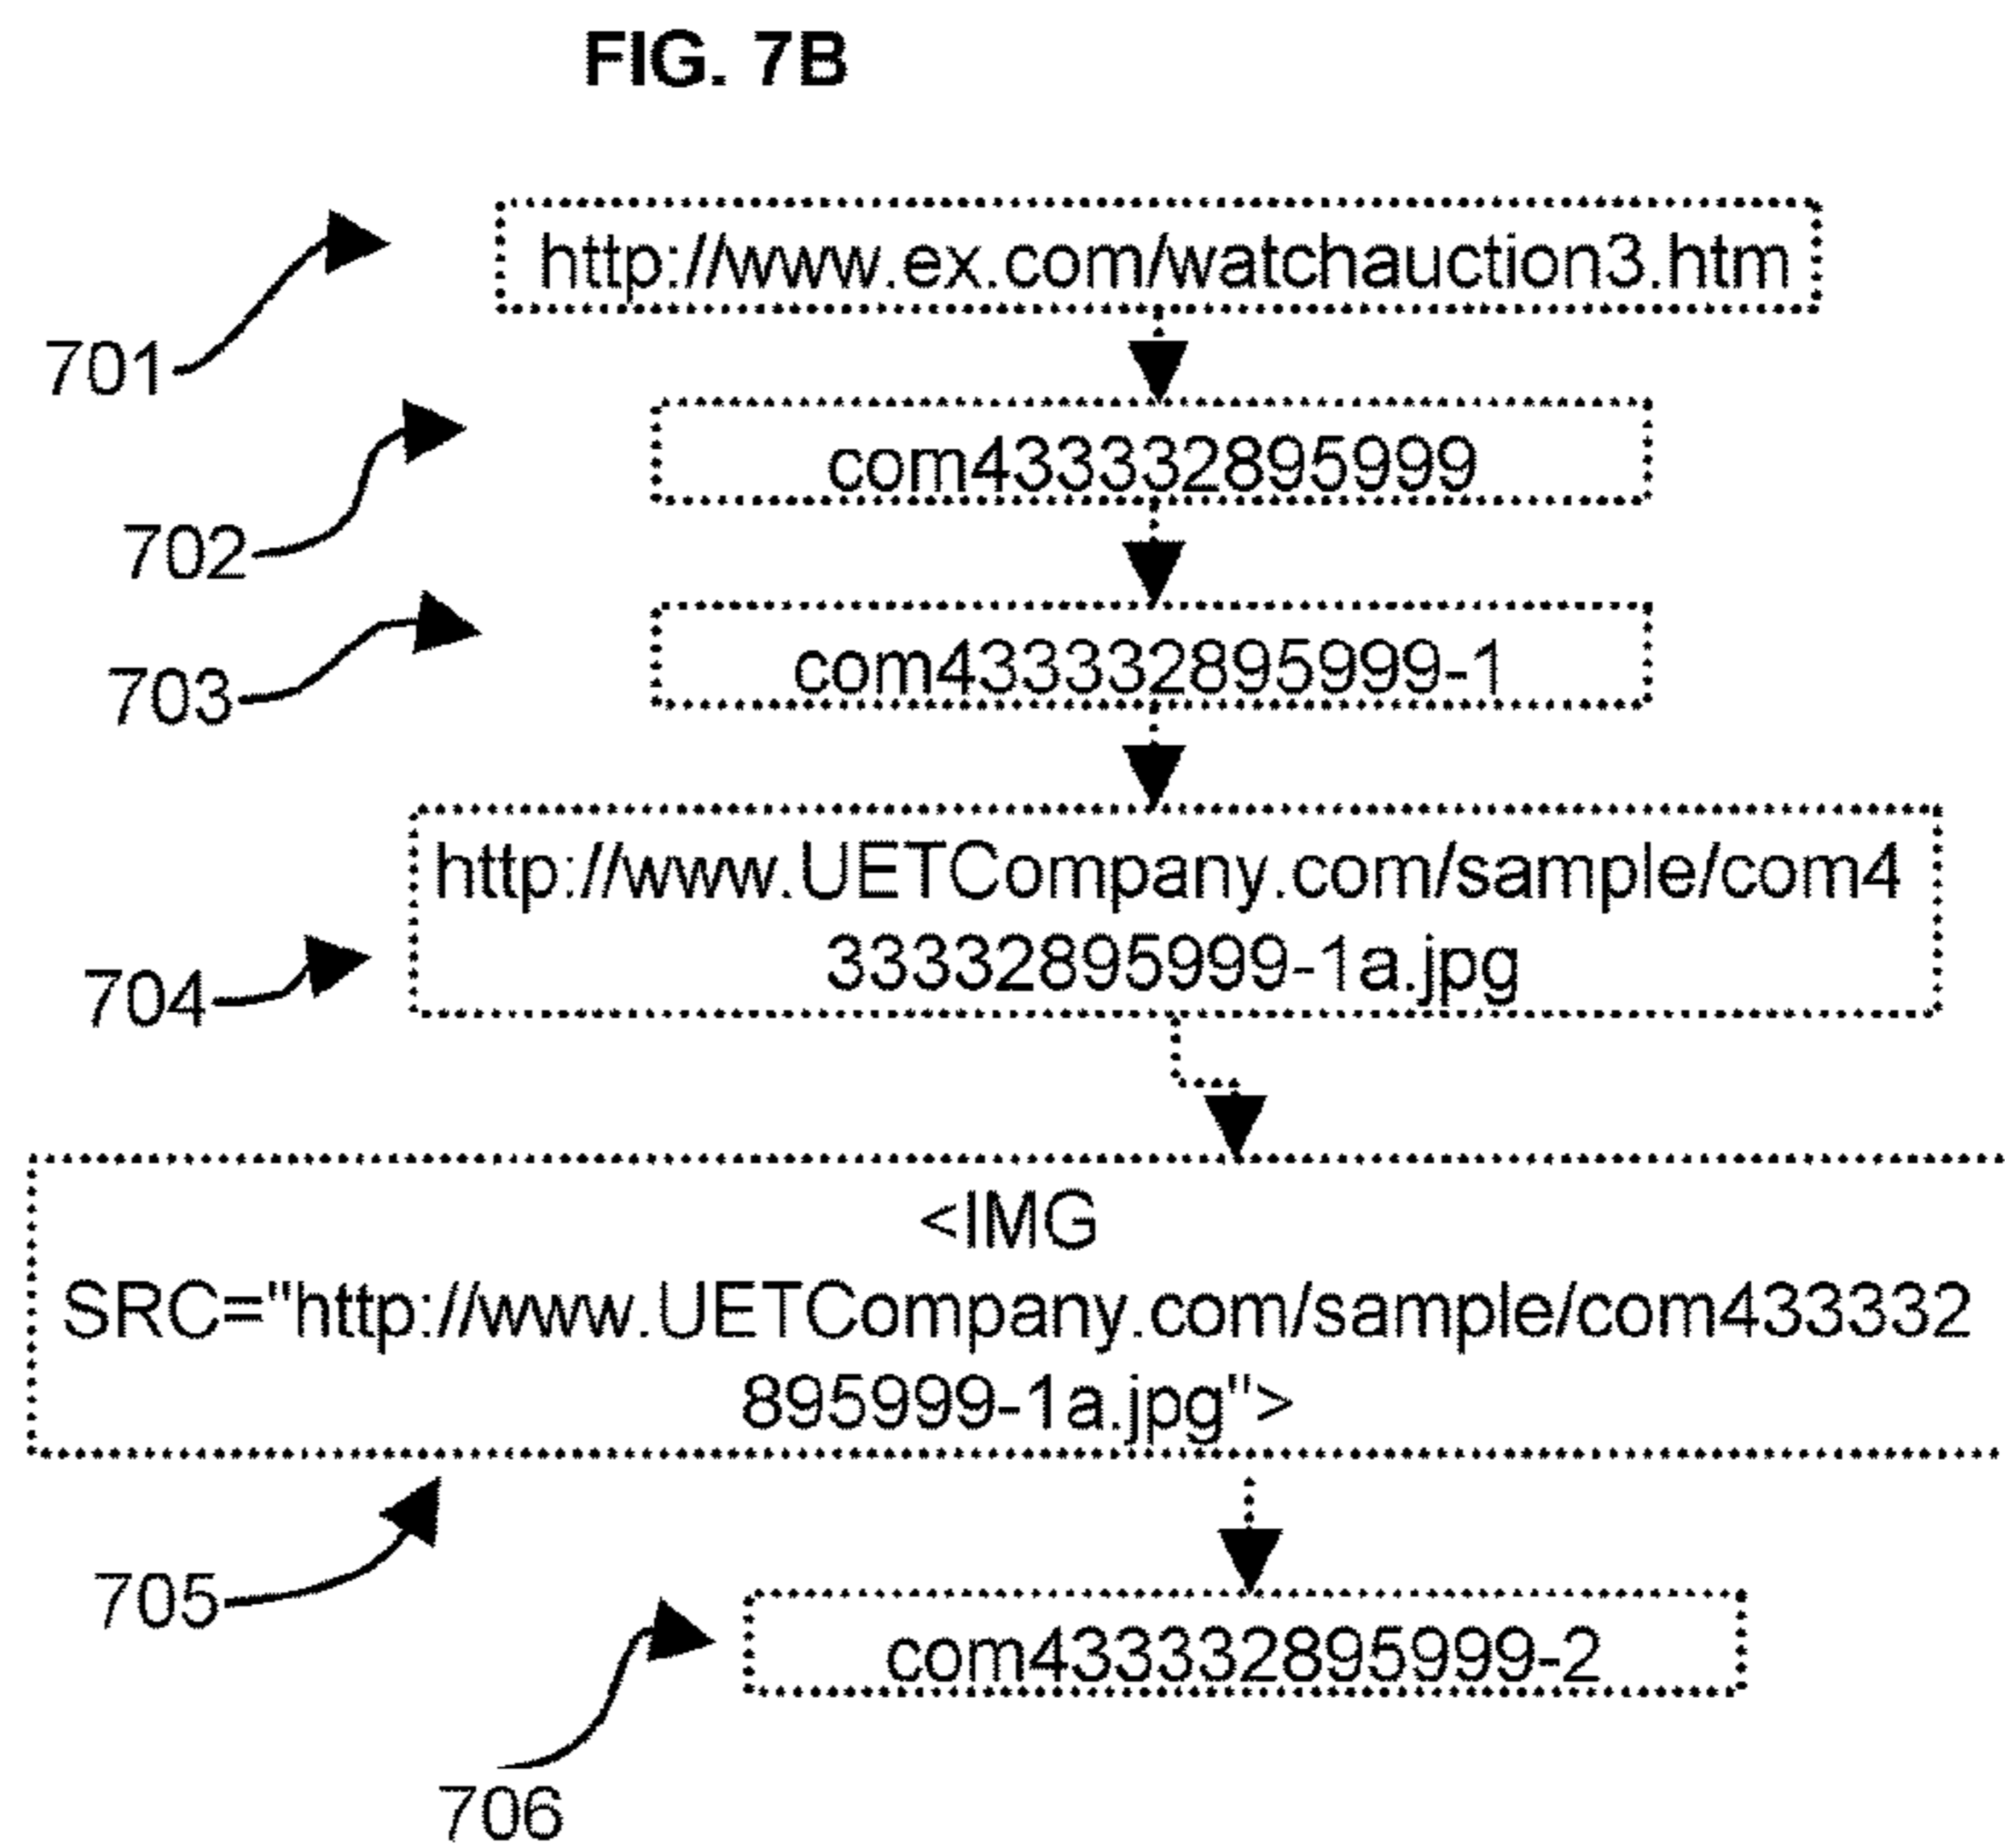 FIG. 7B
http://www.ex.com/watchauction3.htm
701
com433332895999
702
com433332895999-1
703
http://www.UETCompany.com/sample/com4
33332895999-1a.jpg
704
<IMG
SRC="http://www.UETCompany.com/sample/com433332
895999-1a.jpg">
705
com433332895999-2
706